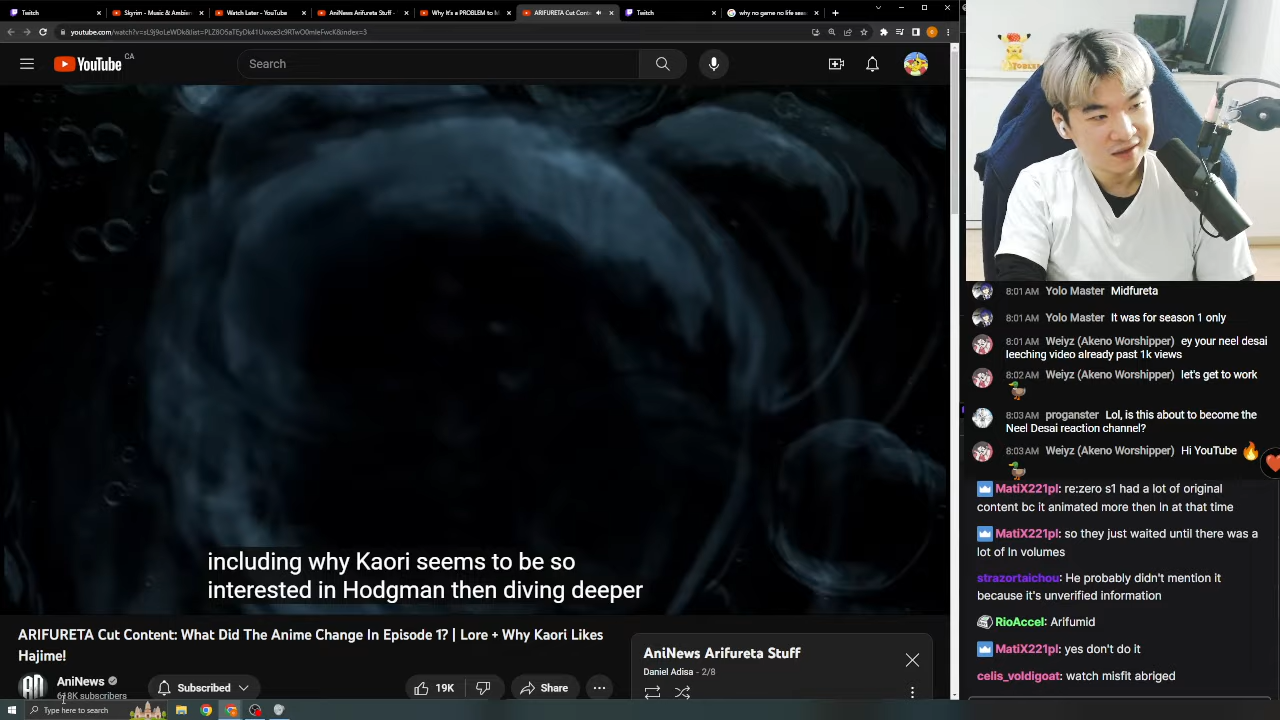 Twitch
Skyrim - Music & Ambien
Watch Later - YouTube
AniNews Arifureta Stuff -
Why It's a PROBLEM to M
ARIFURETA Cut Conten
Twitch
why no game no life seas
YouTube CA
Search
including why Kaori seems to be so
interested in Hodgman then diving deeper
ARIFURETA Cut Content: What Did The Anime Change In Episode 1? | Lore + Why Kaori Likes
Hajime!
AniNews
618K subscribers
Subscribed
19K
Share
AniNews Arifureta Stuff
Daniel Adisa - 2/8
Type here to search
8:01 AM Yolo Master Midfureta
8:01 AM Yolo Master It was for season 1 only
8:01 AM Weiyz (Akeno Worshipper) ey your neel desai
leeching video already past 1k views
8:02 AM Weiyz (Akeno Worshipper) let's get to work
8:03 AM proganster Lol, is this about to become the
Neel Desai reaction channel?
8:03 AM Weiyz (Akeno Worshipper) Hi YouTube
MatiX221pl: re:zero s1 had a lot of original
content bc it animated more then ln at that time
MatiX221pl: so they just waited until there was a
lot of ln volumes
strazortaichou: He probably didn't mention it
because it's unverified information
RioAccel: Arifumid
MatiX221pl: yes don't do it
celis_voldigoat: watch misfit abriged